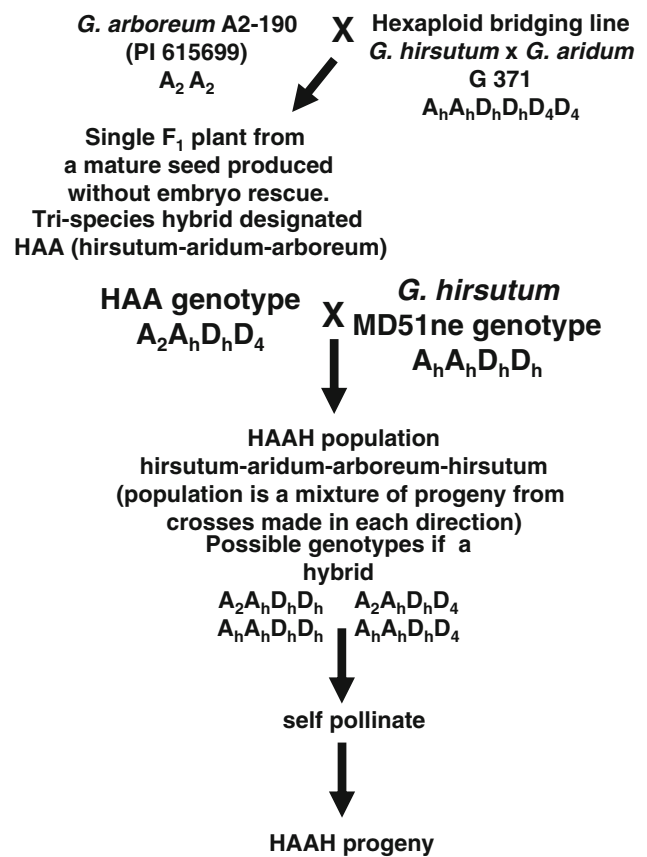 G. arboreum A2-190
(PI 615699)
A₂ A₂
X
Hexaploid bridging line
G. hirsutum x G. aridum
G 371
AₕAₕDₕDₕD₄D₄
Single F₁ plant from
a mature seed produced
without embryo rescue.
Tri-species hybrid designated
HAA (hirsutum-aridum-arboreum)
HAA genotype
A₂AₕDₕD₄
X
G. hirsutum
MD51ne genotype
AₕAₕDₕDₕ
HAAH population
hirsutum-aridum-arboreum-hirsutum
(population is a mixture of progeny from
crosses made in each direction)
Possible genotypes if a
hybrid
A₂AₕDₕDₕ A₂AₕDₕD₄
AₕAₕDₕDₕ AₕAₕDₕD₄
self pollinate
HAAH progeny